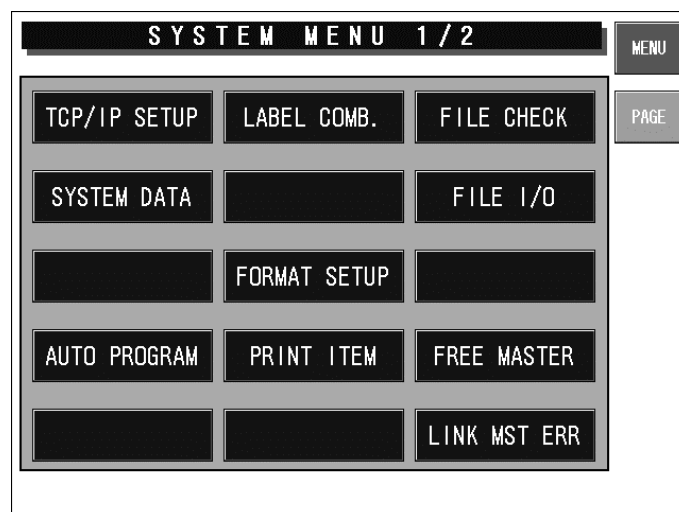 SYSTEM MENU 1/2
MENU
TCP/IP SETUP LABEL COMB. FILE CHECK
PAGE
SYSTEM DATA FILE I/O
FORMAT SETUP
AUTO PROGRAM PRINT ITEM FREE MASTER
LINK MST ERR